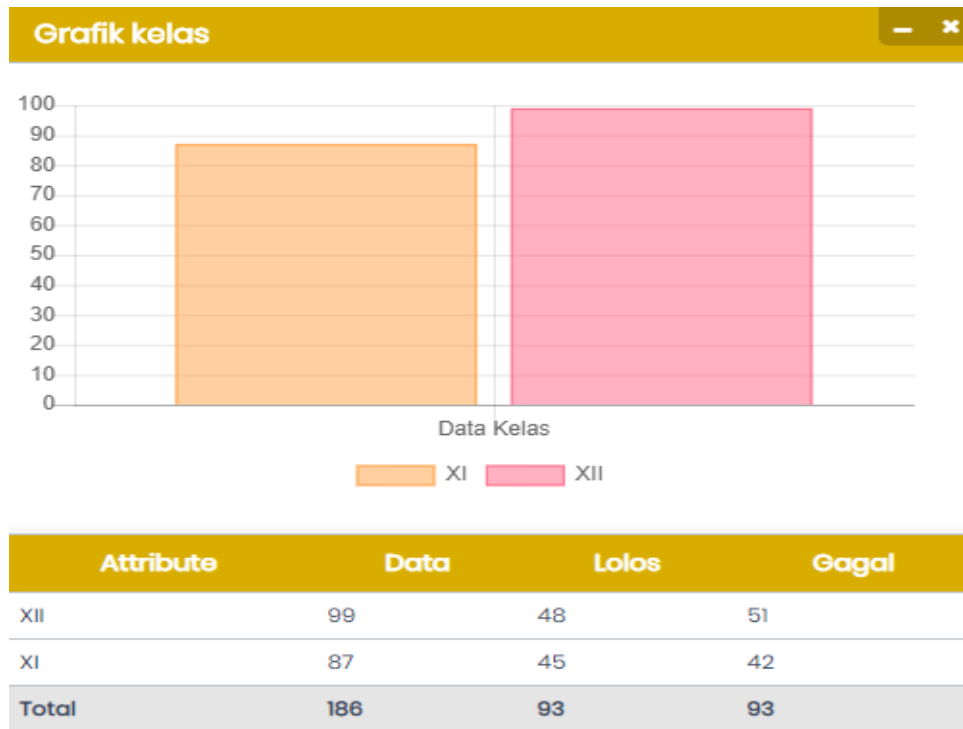 Grafik kelas
100
90
80
70
60
50
40
30
20
10
0
Data Kelas
XI XII
Attribute Data Lolos Gagal
XII 99 48 51
XI 87 45 42
Total 186 93 93